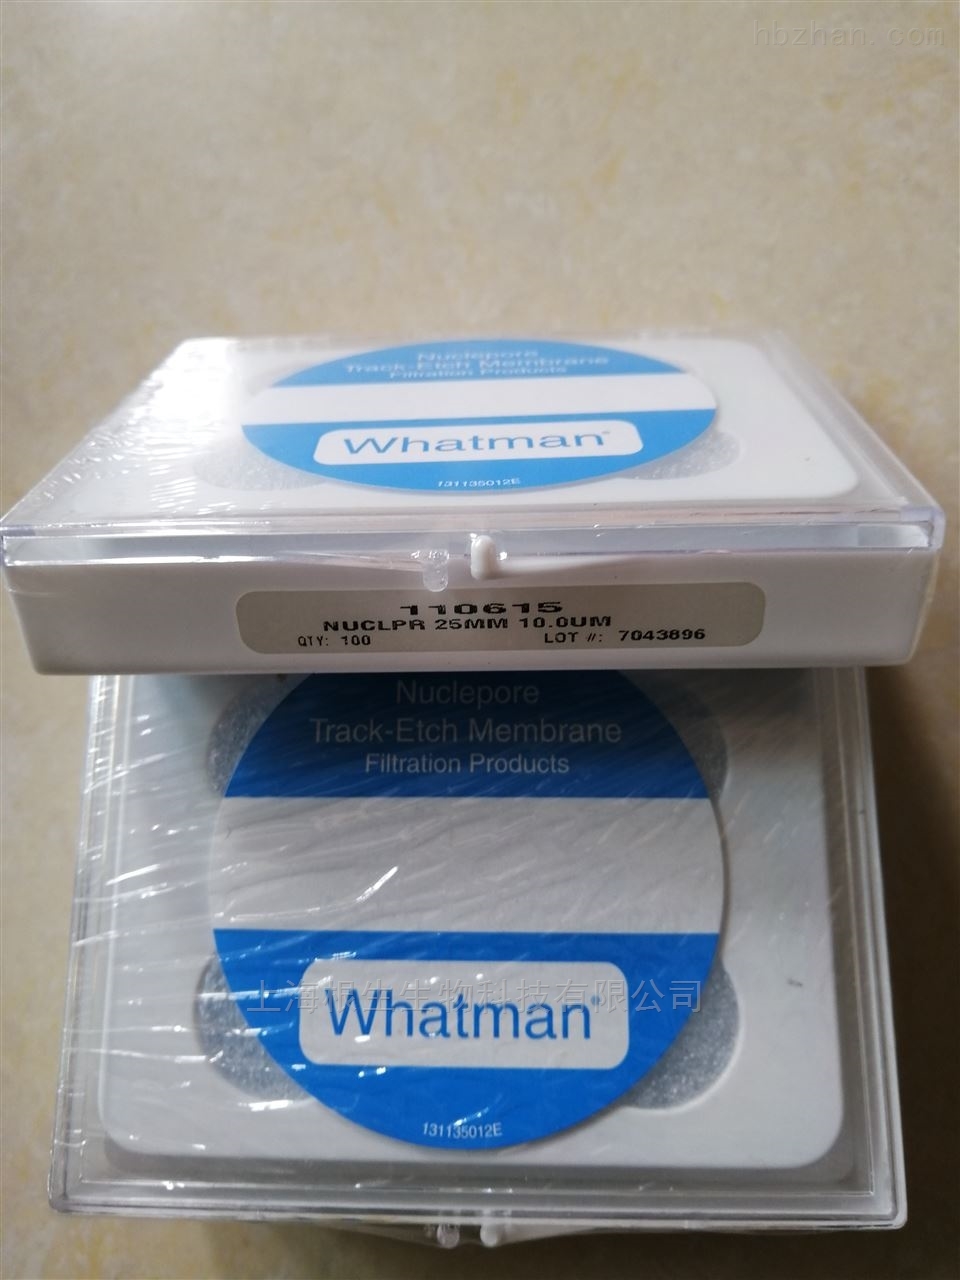 hbzhan.com
Nuclepore
Track-Etch Membrane
Filtration Products
Whatman®
131135012E
110615
NUCLPR 25MM 10.0UM
QTY: 100 LOT #: 7043896
Nuclepore
Track-Etch Membrane
Filtration Products
上海 生生物科技有限公司
Whatman®
131135012E